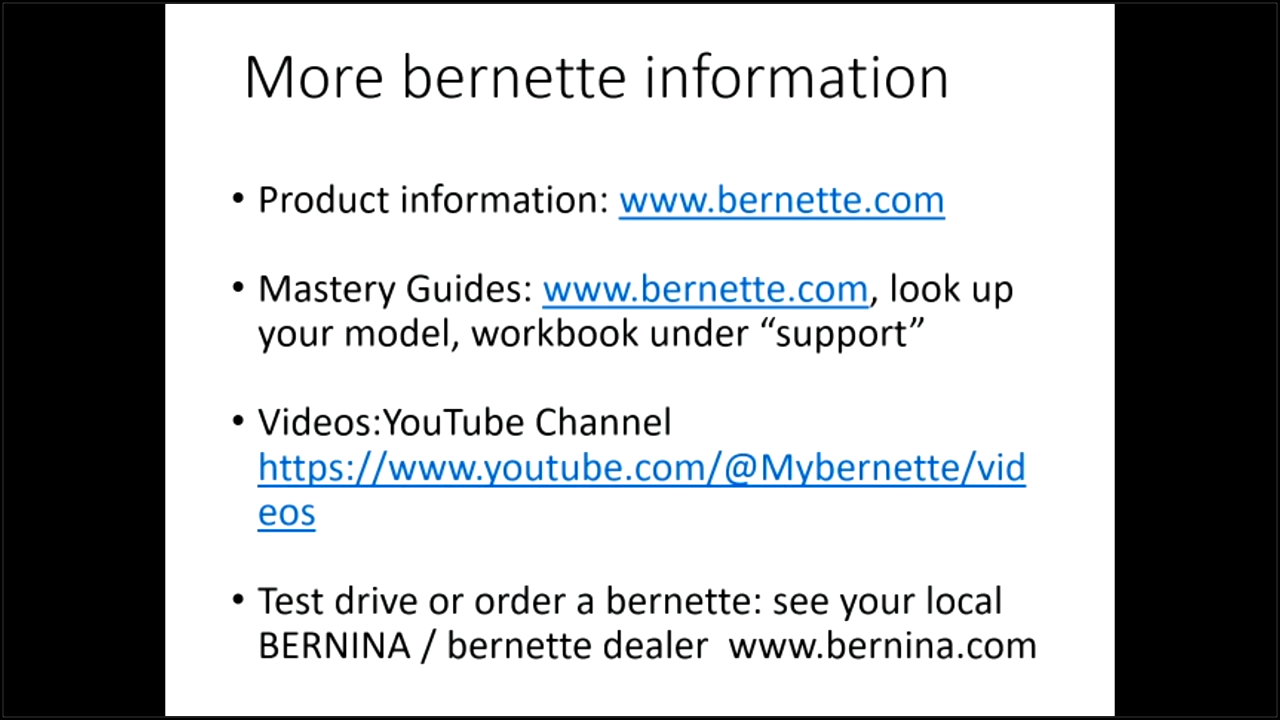 More bernette information
• Product information: www.bernette.com
• Mastery Guides: www.bernette.com, look up
your model, workbook under “support”
• Videos:YouTube Channel
https://www.youtube.com/@Mybernette/vid
eos
• Test drive or order a bernette: see your local
BERNINA / bernette dealer  www.bernina.com